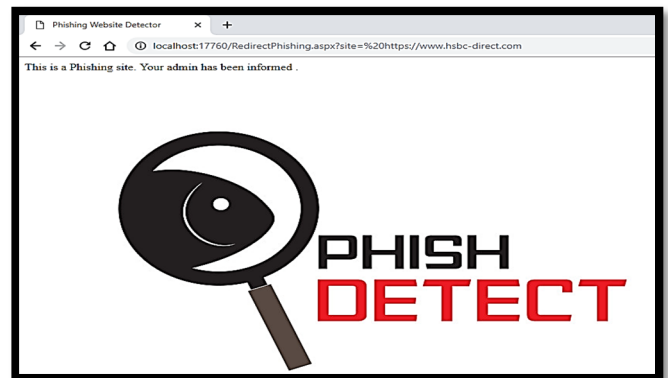 Phishing Website Detector
localhost:17760/RedirectPhishing.aspx?site=%20https://www.hsbc-direct.com
This is a Phishing site. Your admin has been informed .
PHISH
DETECT